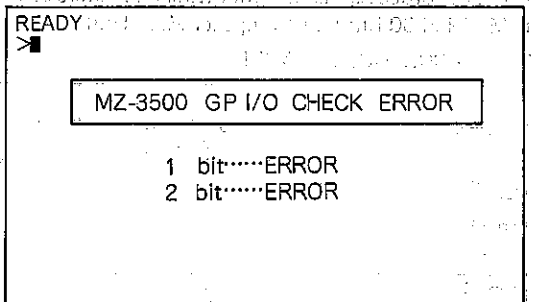 READY
>
MZ-3500 GP I/O CHECK ERROR
1 bit······ERROR
2 bit······ERROR